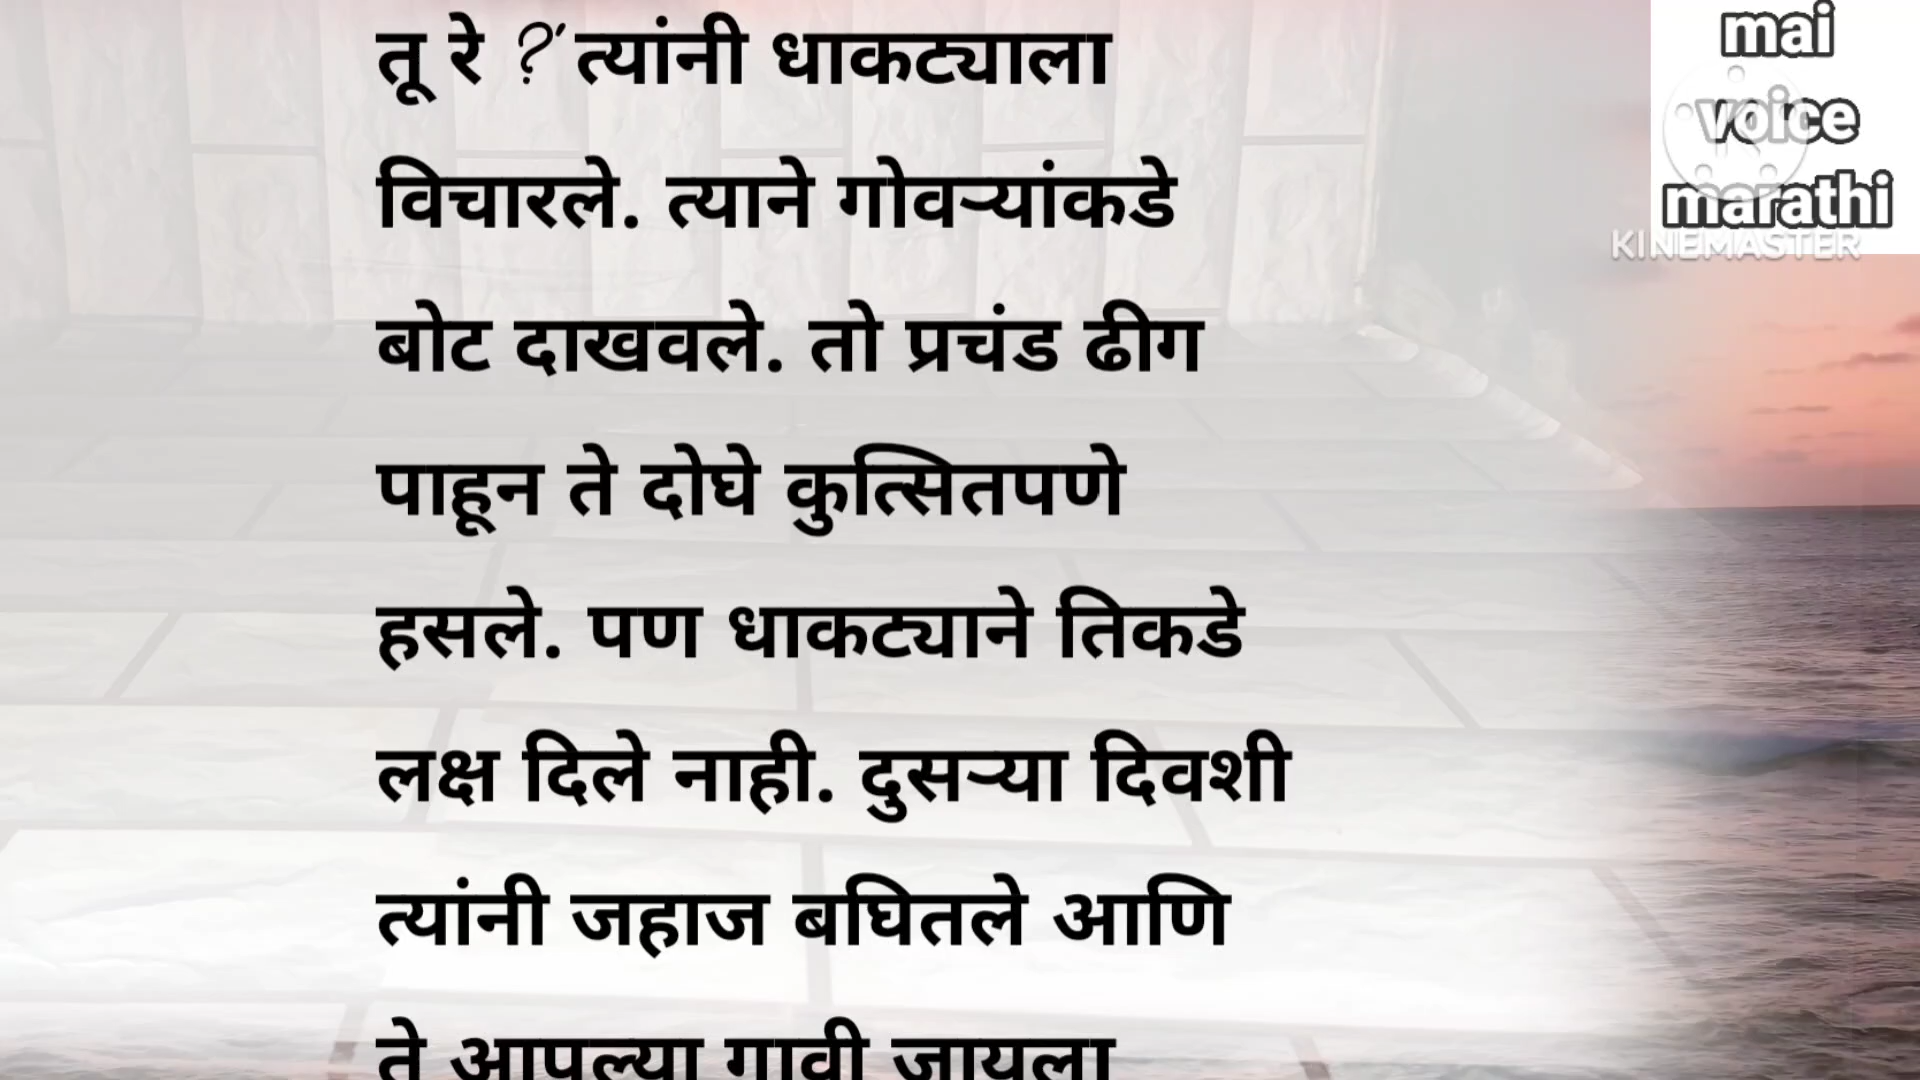 तू रे ?' त्यांनी धाकट्याला
विचारले. त्याने गोवऱ्यांकडे
बोट दाखवले. तो प्रचंड ढीग
पाहून ते दोघे कुत्सितपणे
हसले. पण धाकट्याने तिकडे
लक्ष दिले नाही. दुसऱ्या दिवशी
त्यांनी जहाज बघितले आणि
ते आपल्या गावी जायला
mai
voice
marathi
KINEMASTER